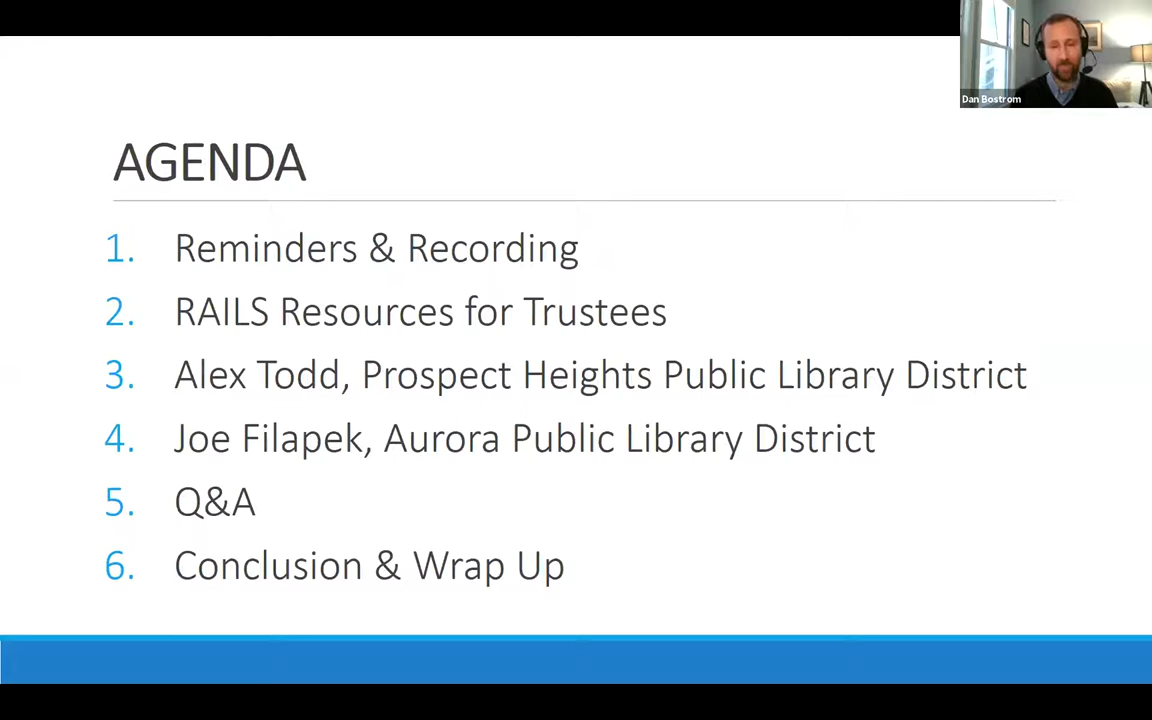 Dan Bostrom
AGENDA
1. Reminders & Recording
2. RAILS Resources for Trustees
3. Alex Todd, Prospect Heights Public Library District
4. Joe Filapek, Aurora Public Library District
5. Q&A
6. Conclusion & Wrap Up